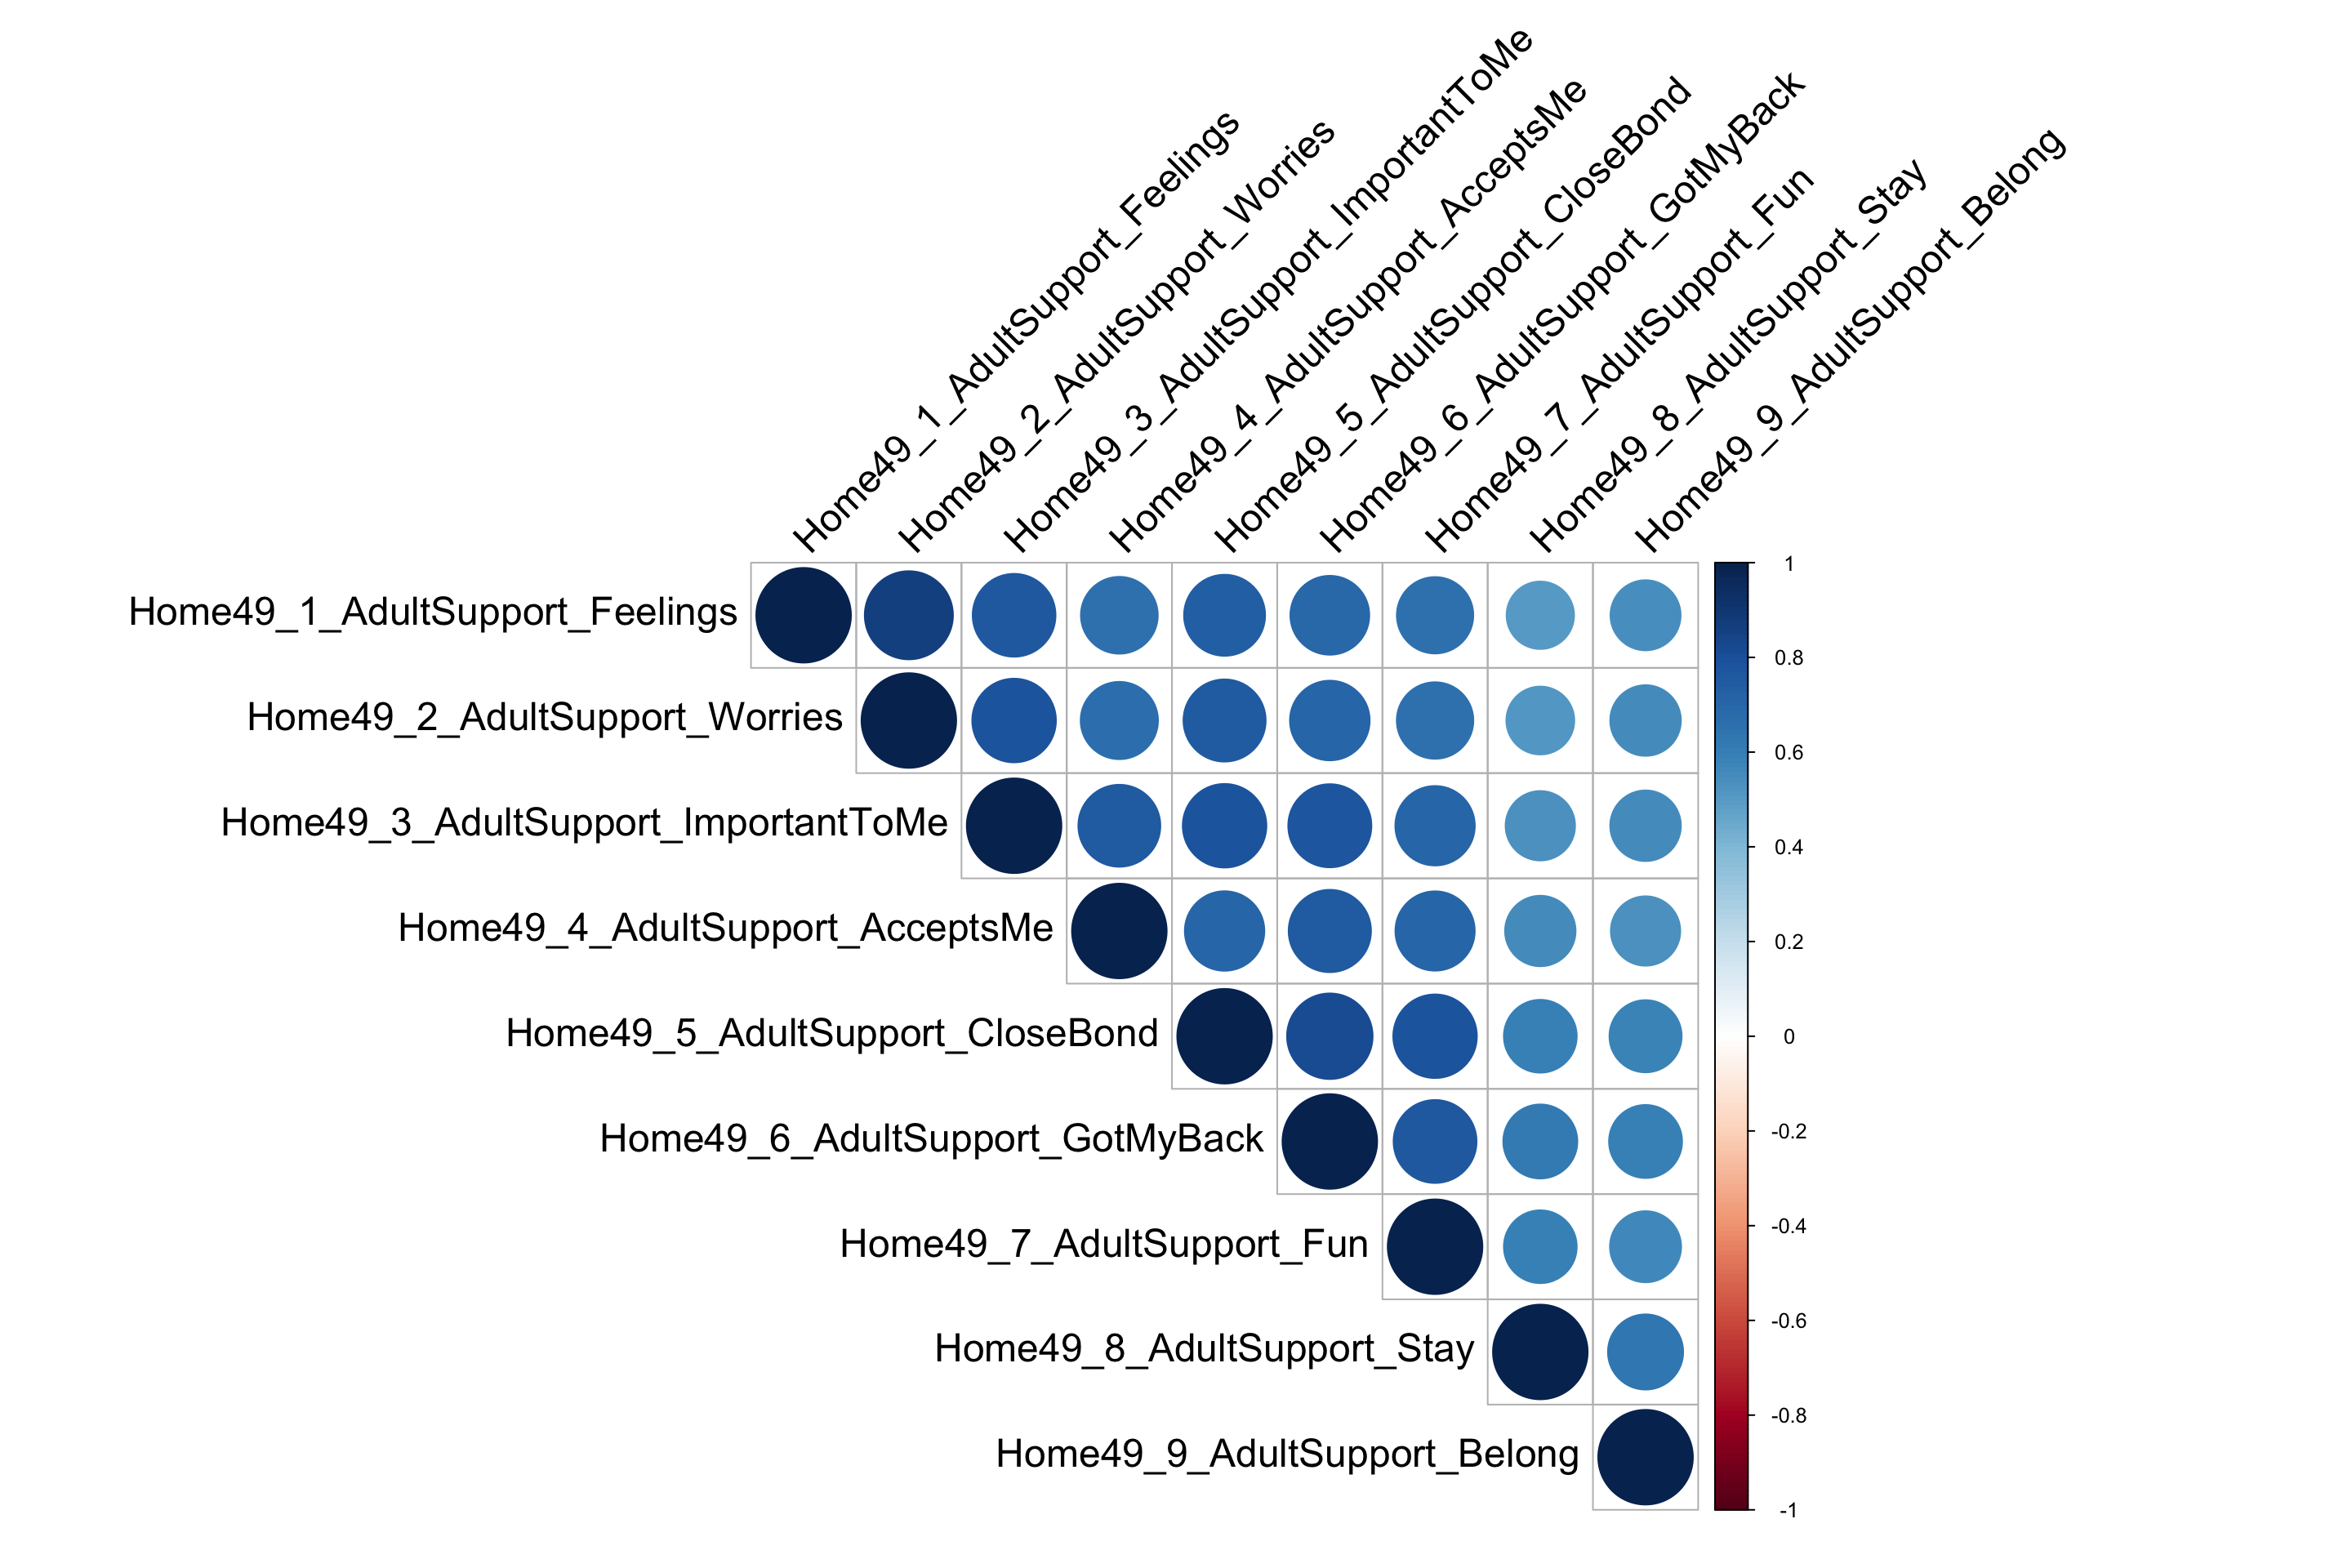 Home49_1_AdultSupport_Feelings
Home49_2_AdultSupport_Worries
Home49_3_AdultSupport_ImportantToMe
Home49_4_AdultSupport_AcceptsMe
Home49_5_AdultSupport_CloseBond
Home49_6_AdultSupport_GotMyBack
Home49_7_AdultSupport_Fun
Home49_8_AdultSupport_Stay
Home49_9_AdultSupport_Belong
Home49_1_AdultSupport_Feelings
Home49_2_AdultSupport_Worries
Home49_3_AdultSupport_ImportantToMe
Home49_4_AdultSupport_AcceptsMe
Home49_5_AdultSupport_CloseBond
Home49_6_AdultSupport_GotMyBack
Home49_7_AdultSupport_Fun
Home49_8_AdultSupport_Stay
Home49_9_AdultSupport_Belong
1
0.8
0.6
0.4
0.2
0
-0.2
-0.4
-0.6
-0.8
-1